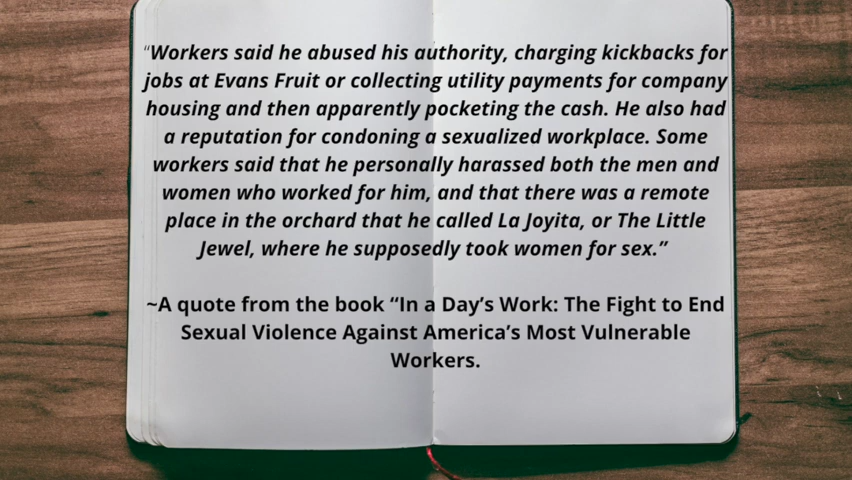 “Workers said he abused his authority, charging kickbacks for
jobs at Evans Fruit or collecting utility payments for company
housing and then apparently pocketing the cash. He also had
a reputation for condoning a sexualized workplace. Some
workers said that he personally harassed both the men and
women who worked for him, and that there was a remote
place in the orchard that he called La Joyita, or The Little
Jewel, where he supposedly took women for sex.”
~A quote from the book “In a Day’s Work: The Fight to End
Sexual Violence Against America’s Most Vulnerable
Workers.